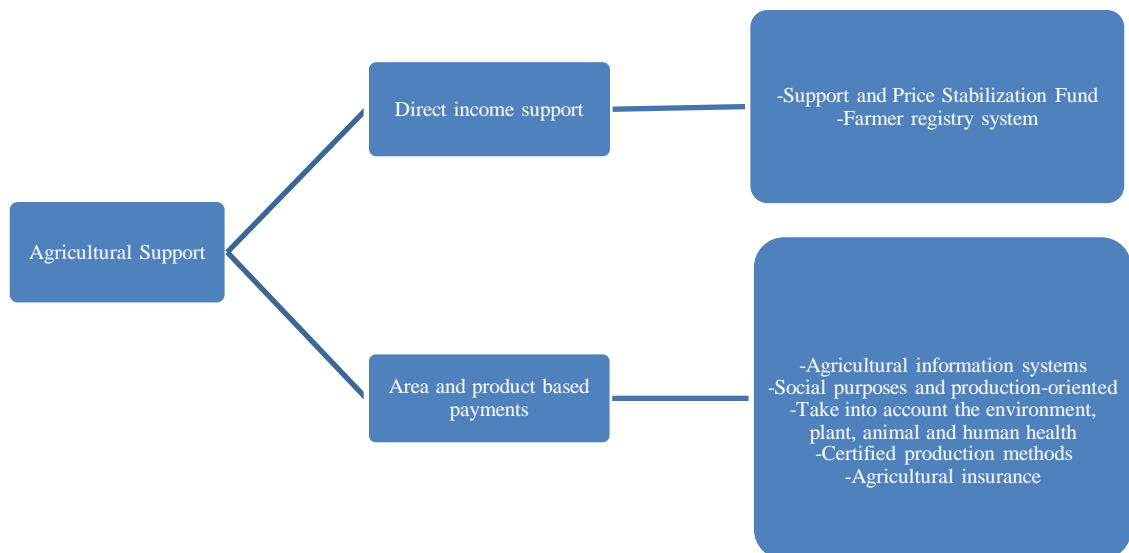 Agricultural Support
Direct income support
-Support and Price Stabilization Fund
-Farmer registry system
Area and product based
payments
-Agricultural information systems
-Social purposes and production-oriented
-Take into account the environment,
plant, animal and human health
-Certified production methods
-Agricultural insurance